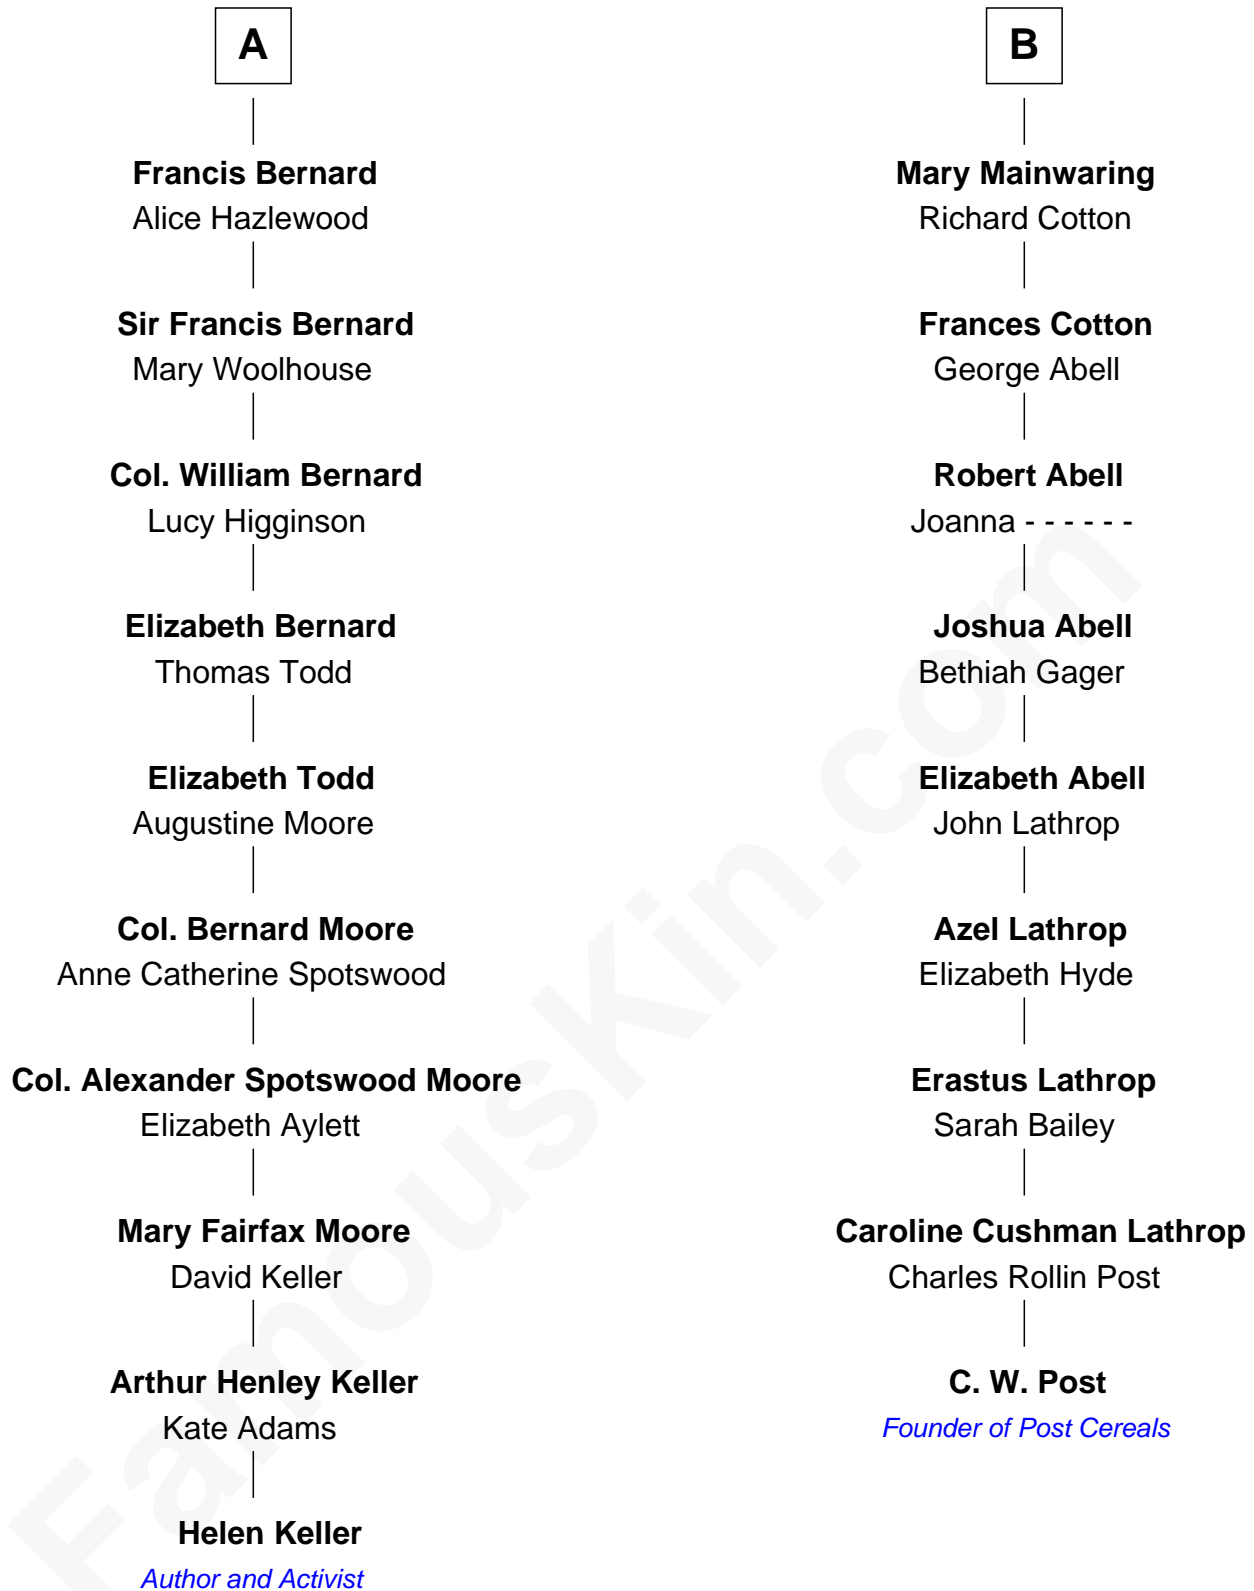 A
Francis Bernard
Alice Hazlewood
Sir Francis Bernard
Mary Woolhouse
Col. William Bernard
Lucy Higginson
Elizabeth Bernard
Thomas Todd
Elizabeth Todd
Augustine Moore
Col. Bernard Moore
Anne Catherine Spotswood
Col. Alexander Spotswood Moore
Elizabeth Aylett
Mary Fairfax Moore
David Keller
Arthur Henley Keller
Kate Adams
Helen Keller
Author and Activist
B
Mary Mainwaring
Richard Cotton
Frances Cotton
George Abell
Robert Abell
Joanna - - - - - -
Joshua Abell
Bethiah Gager
Elizabeth Abell
John Lathrop
Azel Lathrop
Elizabeth Hyde
Erastus Lathrop
Sarah Bailey
Caroline Cushman Lathrop
Charles Rollin Post
C. W. Post
Founder of Post Cereals
FamousKin.com